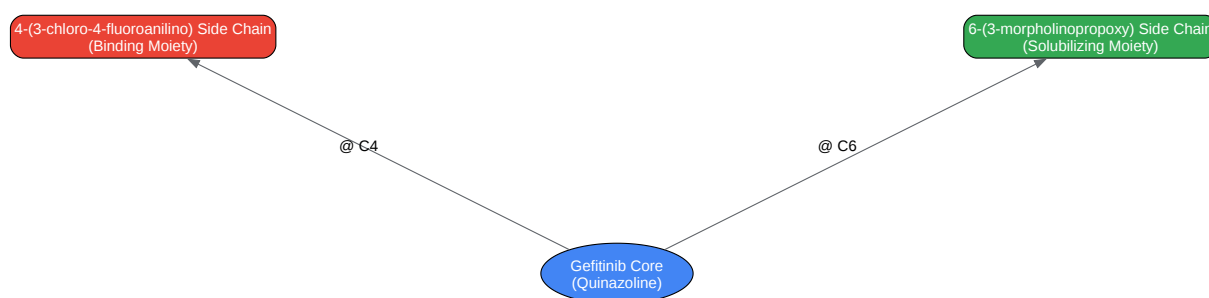 4-(3-chloro-4-fluoroanilino) Side Chain
(Binding Moiety)
6-(3-morpholinopropoxy) Side Chain
(Solubilizing Moiety)
@ C4
@ C6
Gefitinib Core
(Quinazoline)